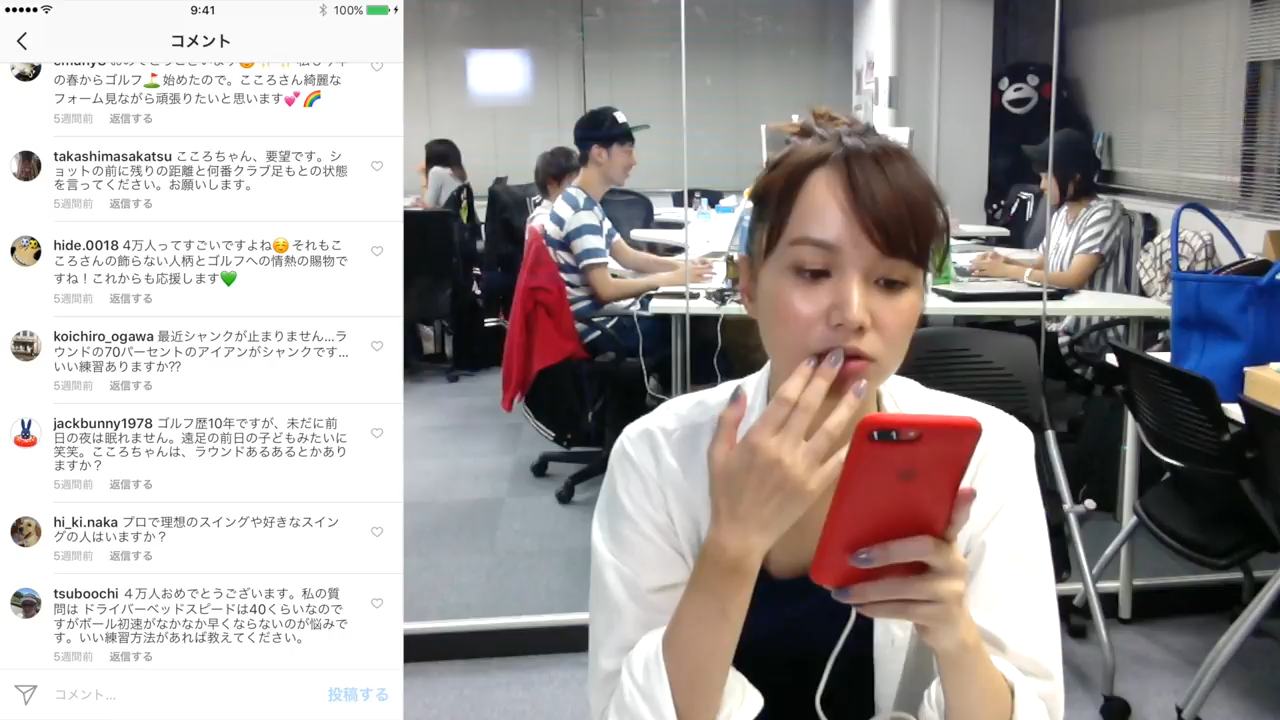 9:41
100%
コメント
の春からゴルフ⛳始めたので。こころさん綺麗な
フォーム見ながら頑張りたいと思います💕🌈
5週間前 返信する
takashimasakatsu こころちゃん、要望です。シ
ョットの前に残りの距離と何番クラブ足もとの状態
を言ってください。お願いします。
5週間前 返信する
hide.0018 4万人ってすごいですよね☺️ それもこ
こころさんの飾らない人柄とゴルフへの情熱の賜物で
すね！これからも応援します💚
5週間前 返信する
koichiro_ogawa 最近シャンクが止まりません...ラ
ウンドの70パーセントのアイアンがシャンクです...
いい練習ありますか??
5週間前 返信する
jackbunny1978 ゴルフ歴10年ですが、未だに前
日の夜は眠れません。遠足の前日の子どもみたいに
笑笑。こころちゃんは、ラウンドあるあるとかあり
ますか？
5週間前 返信する
hi_ki.naka プロで理想のスイングや好きなスイン
グの人はいますか？
5週間前 返信する
tsuboochi ４万人おめでとうございます。私の質
問は ドライバーヘッドスピードは40くらいなので
すがボール初速がなかなか早くならないのが悩みで
す。いい練習方法があれば教えてください。
5週間前 返信する
コメント...
投稿する